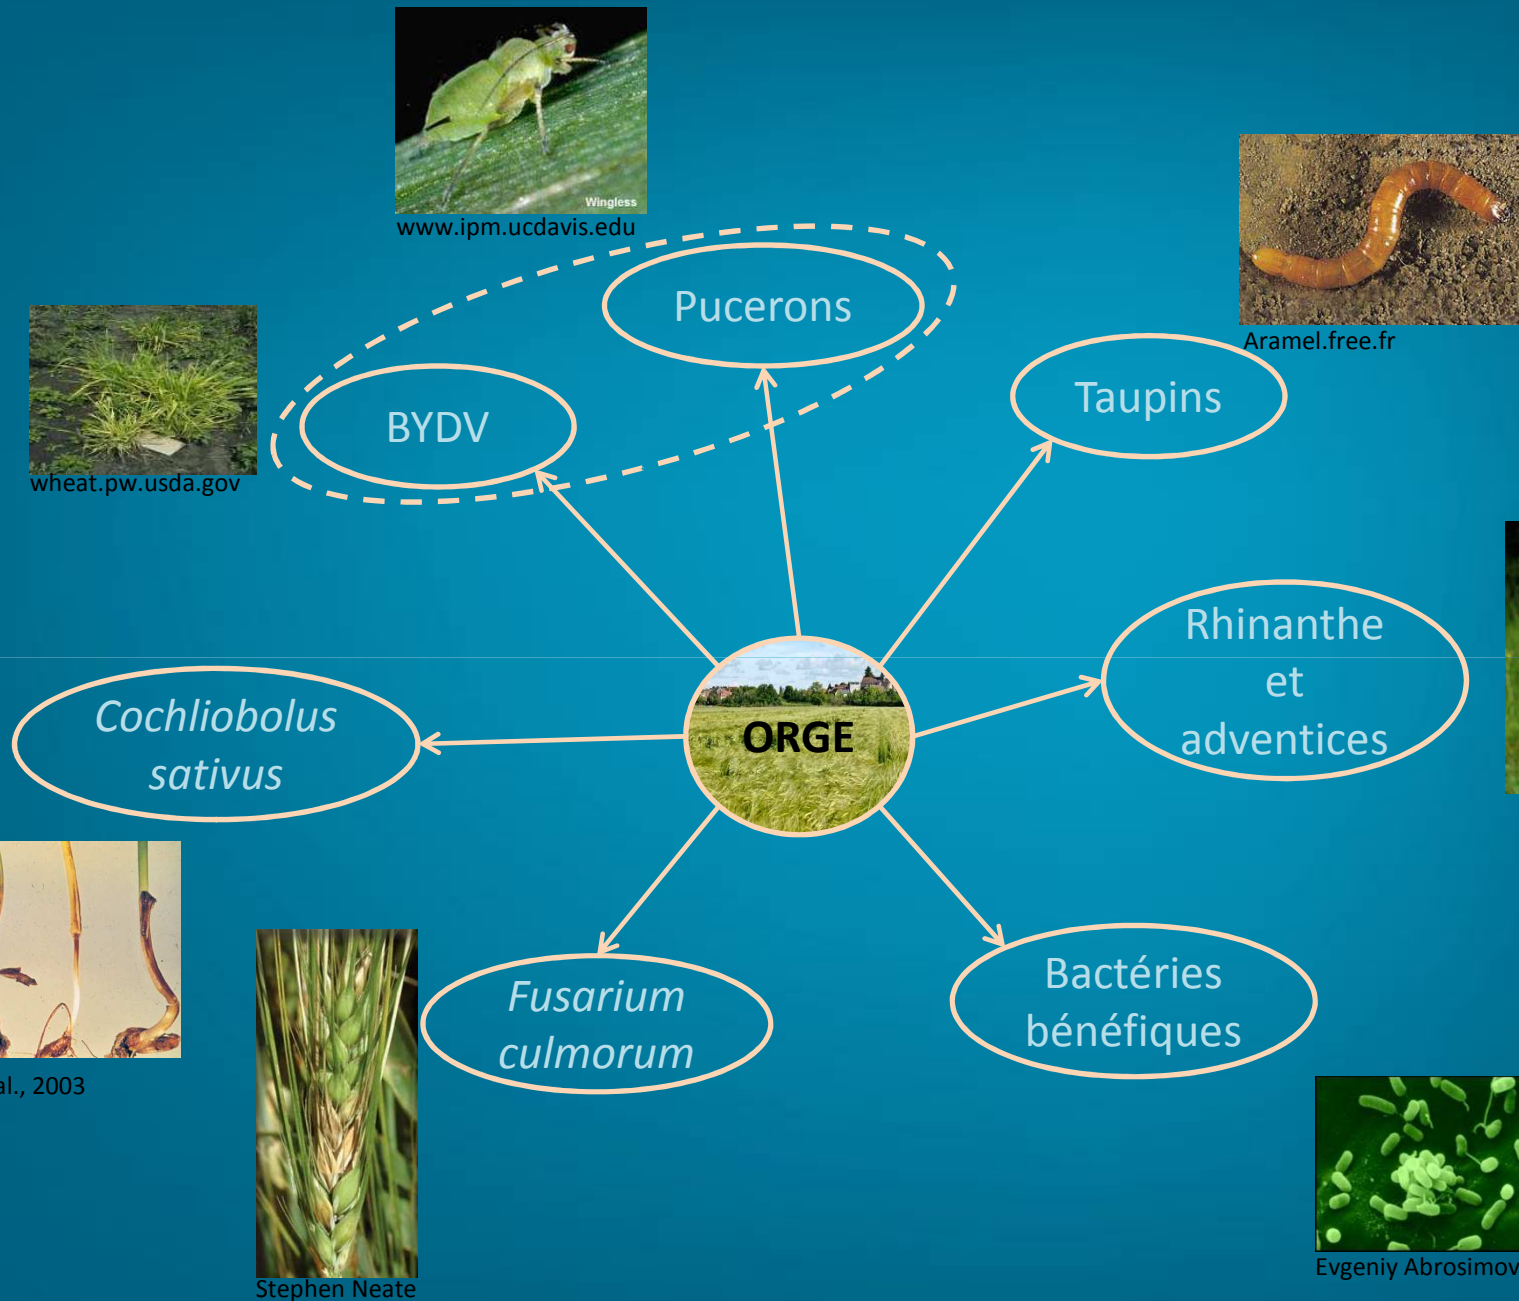 Wingless
www.ipm.ucdavis.edu
Pucerons
Aramel.free.fr
Taupins
BYDV
wheat.pw.usda.gov
Rhinanthe
et
adventices
Cochliobolus
sativus
ORGE
al., 2003
Fusarium
culmorum
Bactéries
bénéfiques
Stephen Neate
Evgeniy Abrosimov